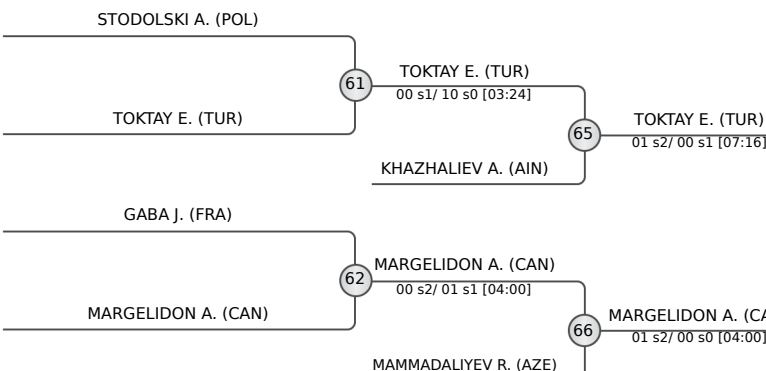 STODOLSKI A. (POL)
61
TOKTAY E. (TUR)
00 s1/ 10 s0 [03:24]
TOKTAY E. (TUR)
65
TOKTAY E. (TUR)
01 s2/ 00 s1 [07:16]
KHAZHALIEV A. (AIN)
GABA J. (FRA)
62
MARGELIDON A. (CAN)
00 s2/ 01 s1 [04:00]
MARGELIDON A. (CAN)
66
MARGELIDON A. (CA
01 s2/ 00 s0 [04:00]
MAMMADALIYEV R. (AZE)